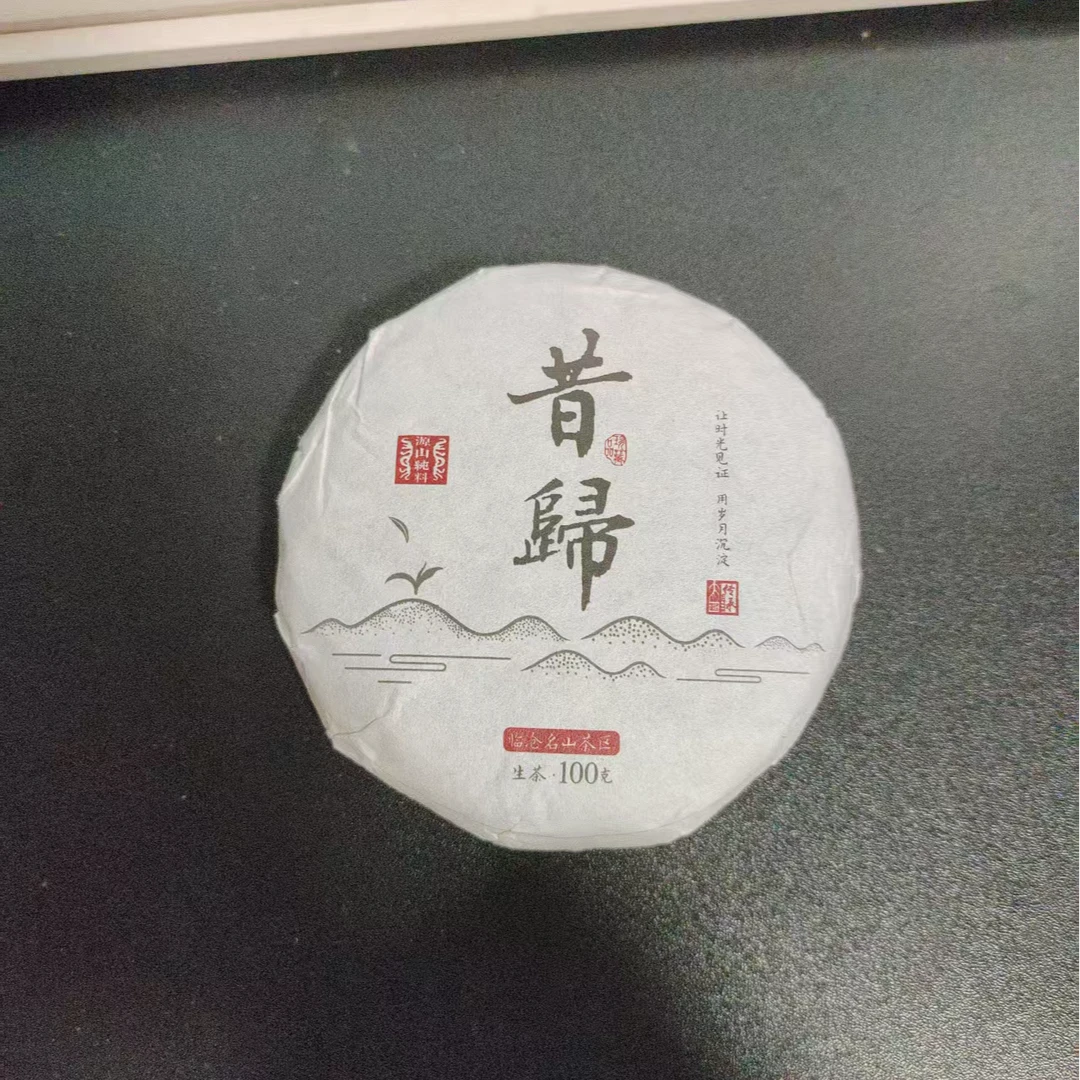 昔歸
源山純料
让时光见证 用岁月沉淀
临沧名山茶区
生茶·100克